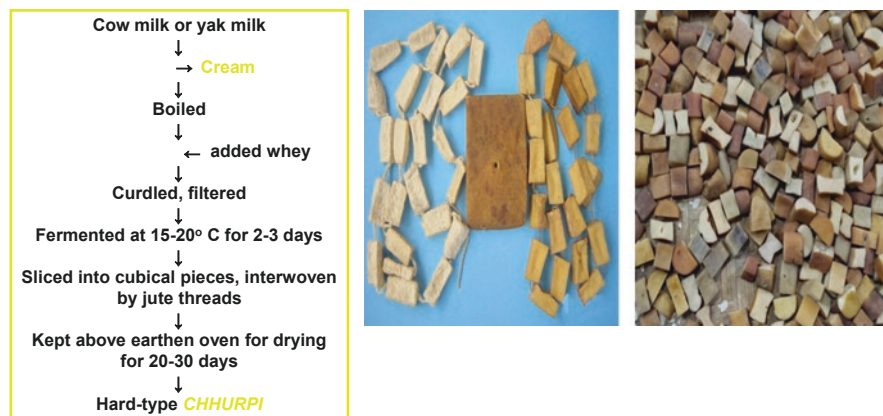 Cow milk or yak milk
↓
→ Cream
↓
Boiled
↓
← added whey
↓
Curdled, filtered
↓
Fermented at 15-20º C for 2-3 days
↓
Sliced into cubical pieces, interwoven
by jute threads
↓
Kept above earthen oven for drying
for 20-30 days
↓
Hard-type CHHURPI